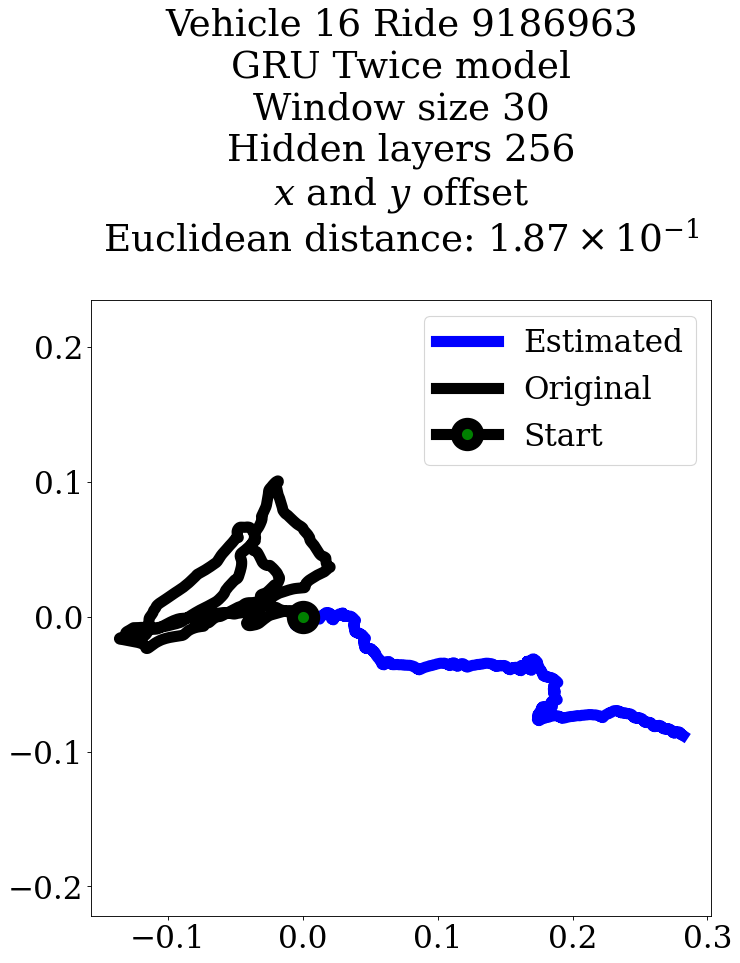 Vehicle 16 Ride 9186963
GRU Twice model
Window size 30
Hidden layers 256
x and y offset
Euclidean distance: 1.87 × 10⁻¹
Estimated
Original
Start
0.2
0.1
0.0
−0.1
−0.2
−0.1 0.0 0.1 0.2 0.3